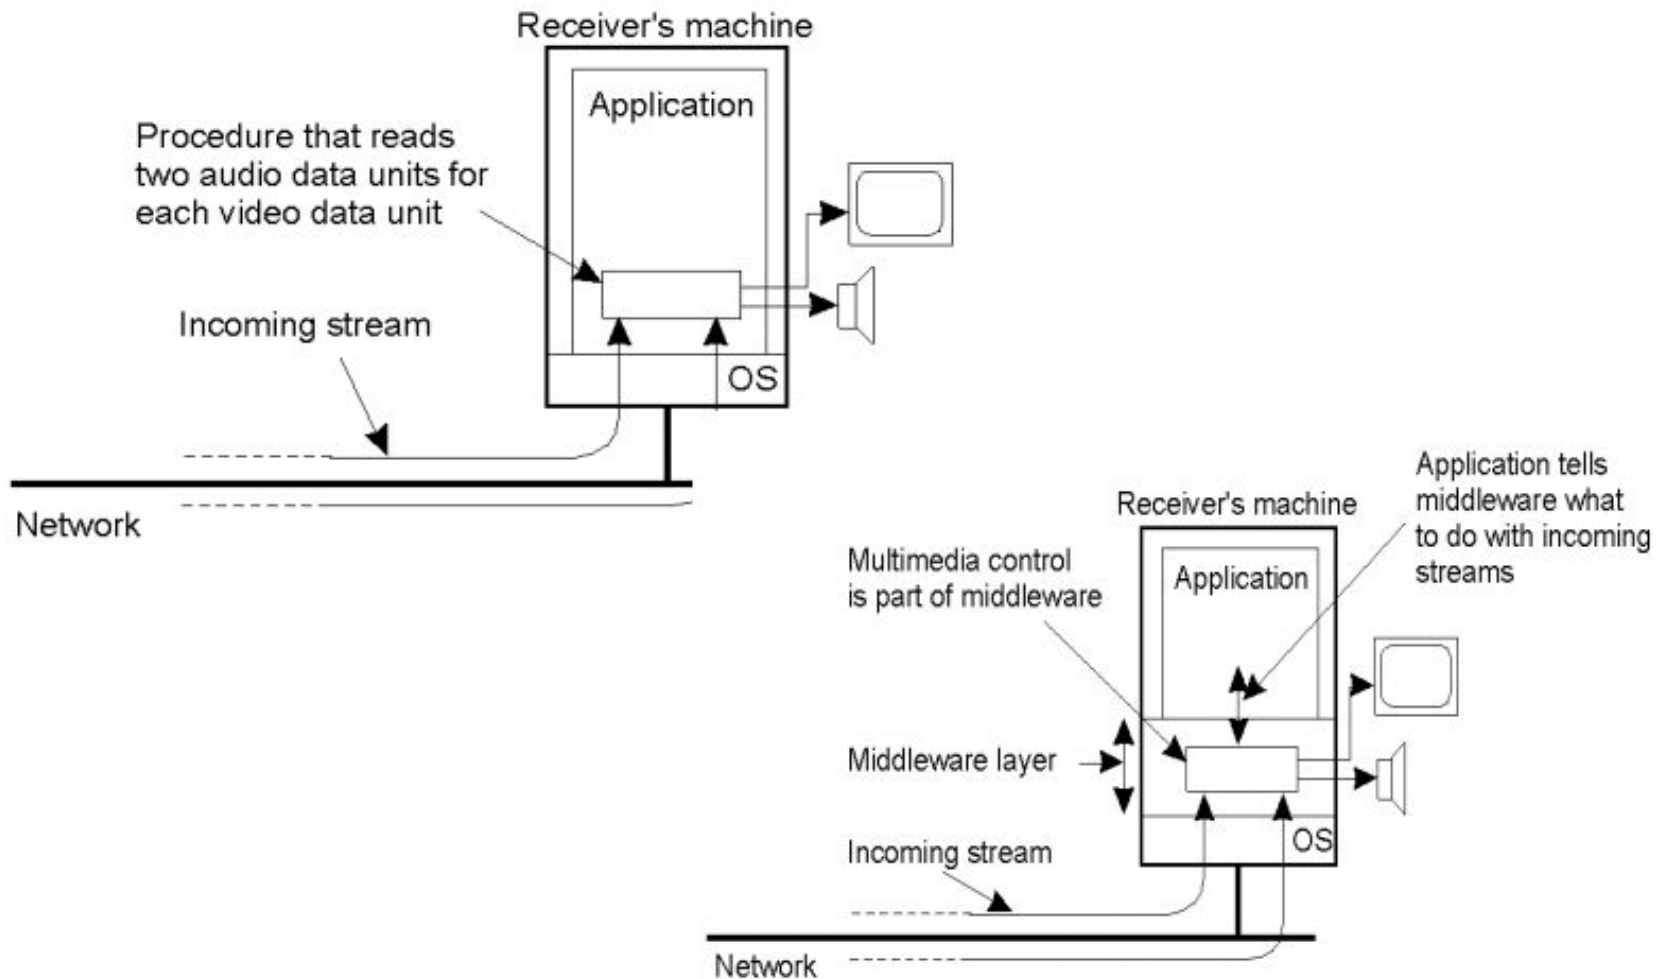 Receiver's machine
Application
Procedure that reads
two audio data units for
each video data unit
Incoming stream
OS
Network
Receiver's machine
Application tells
middleware what
to do with incoming
streams
Multimedia control
is part of middleware
Application
Middleware layer
Incoming stream
OS
Network